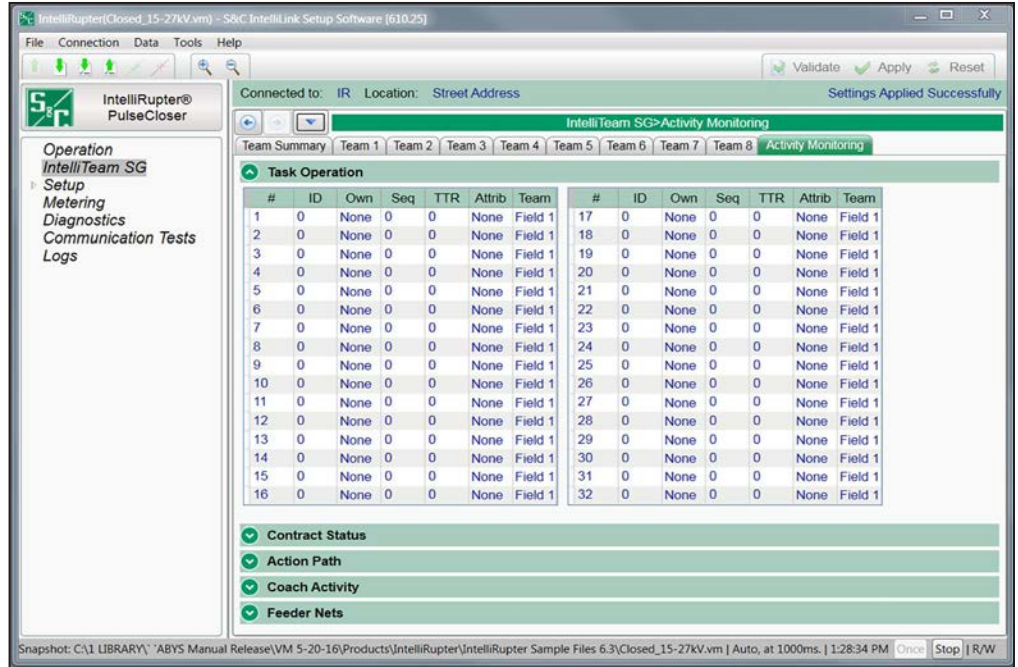 IntelliRupter(Closed_15-27kV.vm) - S&C IntelliLink Setup Software [610.25]
File Connection Data Tools Help
Validate Apply Reset
S&C
IntelliRupter®
PulseCloser
Connected to: IR Location: Street Address Settings Applied Successfully
IntelliTeam SG>Activity Monitoring
Team Summary Team 1 Team 2 Team 3 Team 4 Team 5 Team 6 Team 7 Team 8 Activity Monitoring
Operation
IntelliTeam SG
Setup
Metering
Diagnostics
Communication Tests
Logs
Task Operation
# ID Own Seq TTR Attrib Team # ID Own Seq TTR Attrib Team
1 0 None 0 0 None Field 1 17 0 None 0 0 None Field 1
2 0 None 0 0 None Field 1 18 0 None 0 0 None Field 1
3 0 None 0 0 None Field 1 19 0 None 0 0 None Field 1
4 0 None 0 0 None Field 1 20 0 None 0 0 None Field 1
5 0 None 0 0 None Field 1 21 0 None 0 0 None Field 1
6 0 None 0 0 None Field 1 22 0 None 0 0 None Field 1
7 0 None 0 0 None Field 1 23 0 None 0 0 None Field 1
8 0 None 0 0 None Field 1 24 0 None 0 0 None Field 1
9 0 None 0 0 None Field 1 25 0 None 0 0 None Field 1
10 0 None 0 0 None Field 1 26 0 None 0 0 None Field 1
11 0 None 0 0 None Field 1 27 0 None 0 0 None Field 1
12 0 None 0 0 None Field 1 28 0 None 0 0 None Field 1
13 0 None 0 0 None Field 1 29 0 None 0 0 None Field 1
14 0 None 0 0 None Field 1 30 0 None 0 0 None Field 1
15 0 None 0 0 None Field 1 31 0 None 0 0 None Field 1
16 0 None 0 0 None Field 1 32 0 None 0 0 None Field 1
Contract Status
Action Path
Coach Activity
Feeder Nets
Snapshot: C:\1 LIBRARY\' 'ABYS Manual Release\VM 5-20-16\Products\IntelliRupter\IntelliRupter Sample Files 6.3\Closed_15-27kV.vm | Auto, at 1000ms. | 1:28:34 PM Once Stop | R/W